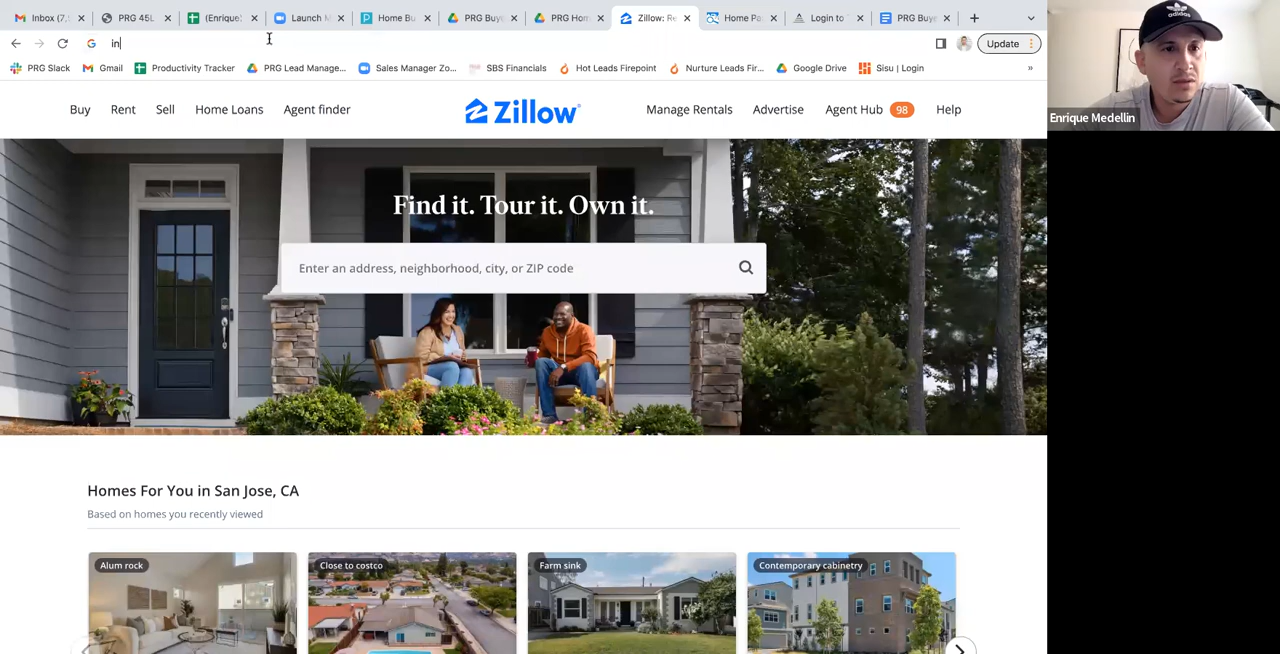 Inbox (7,5
PRG 45L
(Enrique)
Launch M
Home Bu
PRG Buye
PRG Hom
Zillow: Re
Home Pa
Login to
PRG Buye
in
Update
PRG Slack
Gmail
Productivity Tracker
PRG Lead Manage...
Sales Manager Zo...
SBS Financials
Hot Leads Firepoint
Nurture Leads Fir...
Google Drive
Sisu | Login
»
Buy Rent Sell Home Loans Agent finder
Zillow
Manage Rentals Advertise Agent Hub 98 Help
adidas
Enrique Medellin
Find it. Tour it. Own it.
Enter an address, neighborhood, city, or ZIP code
Homes For You in San Jose, CA
Based on homes you recently viewed
Alum rock
Close to costco
Farm sink
Contemporary cabinetry